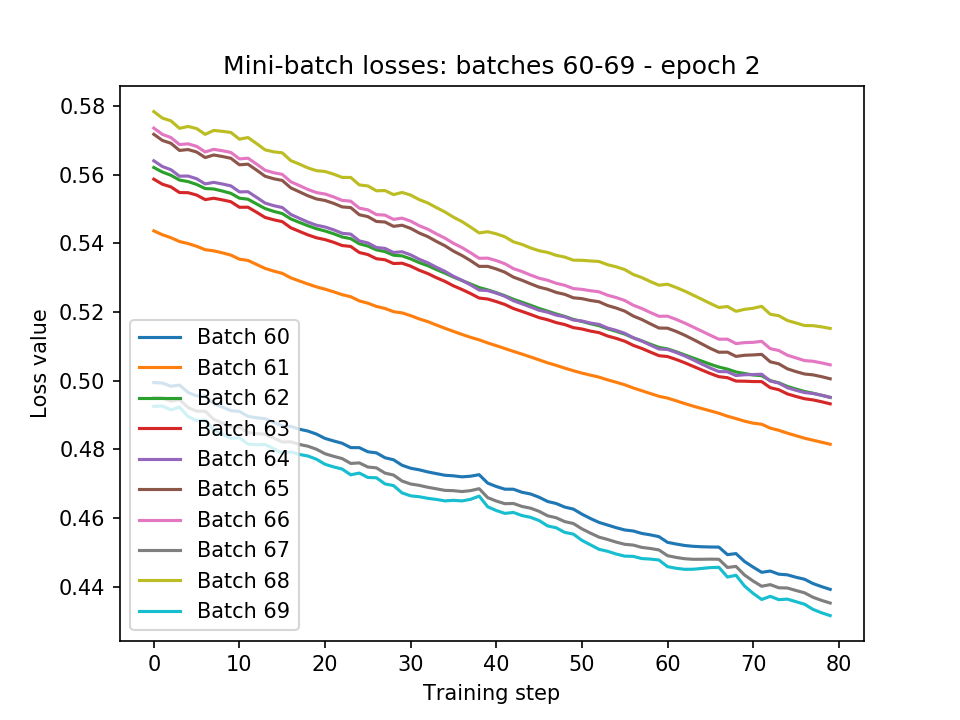 Mini-batch losses: batches 60-69 - epoch 2
Loss value
0.58
0.56
0.54
0.52
0.50
0.48
0.46
0.44
Batch 60
Batch 61
Batch 62
Batch 63
Batch 64
Batch 65
Batch 66
Batch 67
Batch 68
Batch 69
0 10 20 30 40 50 60 70 80
Training step